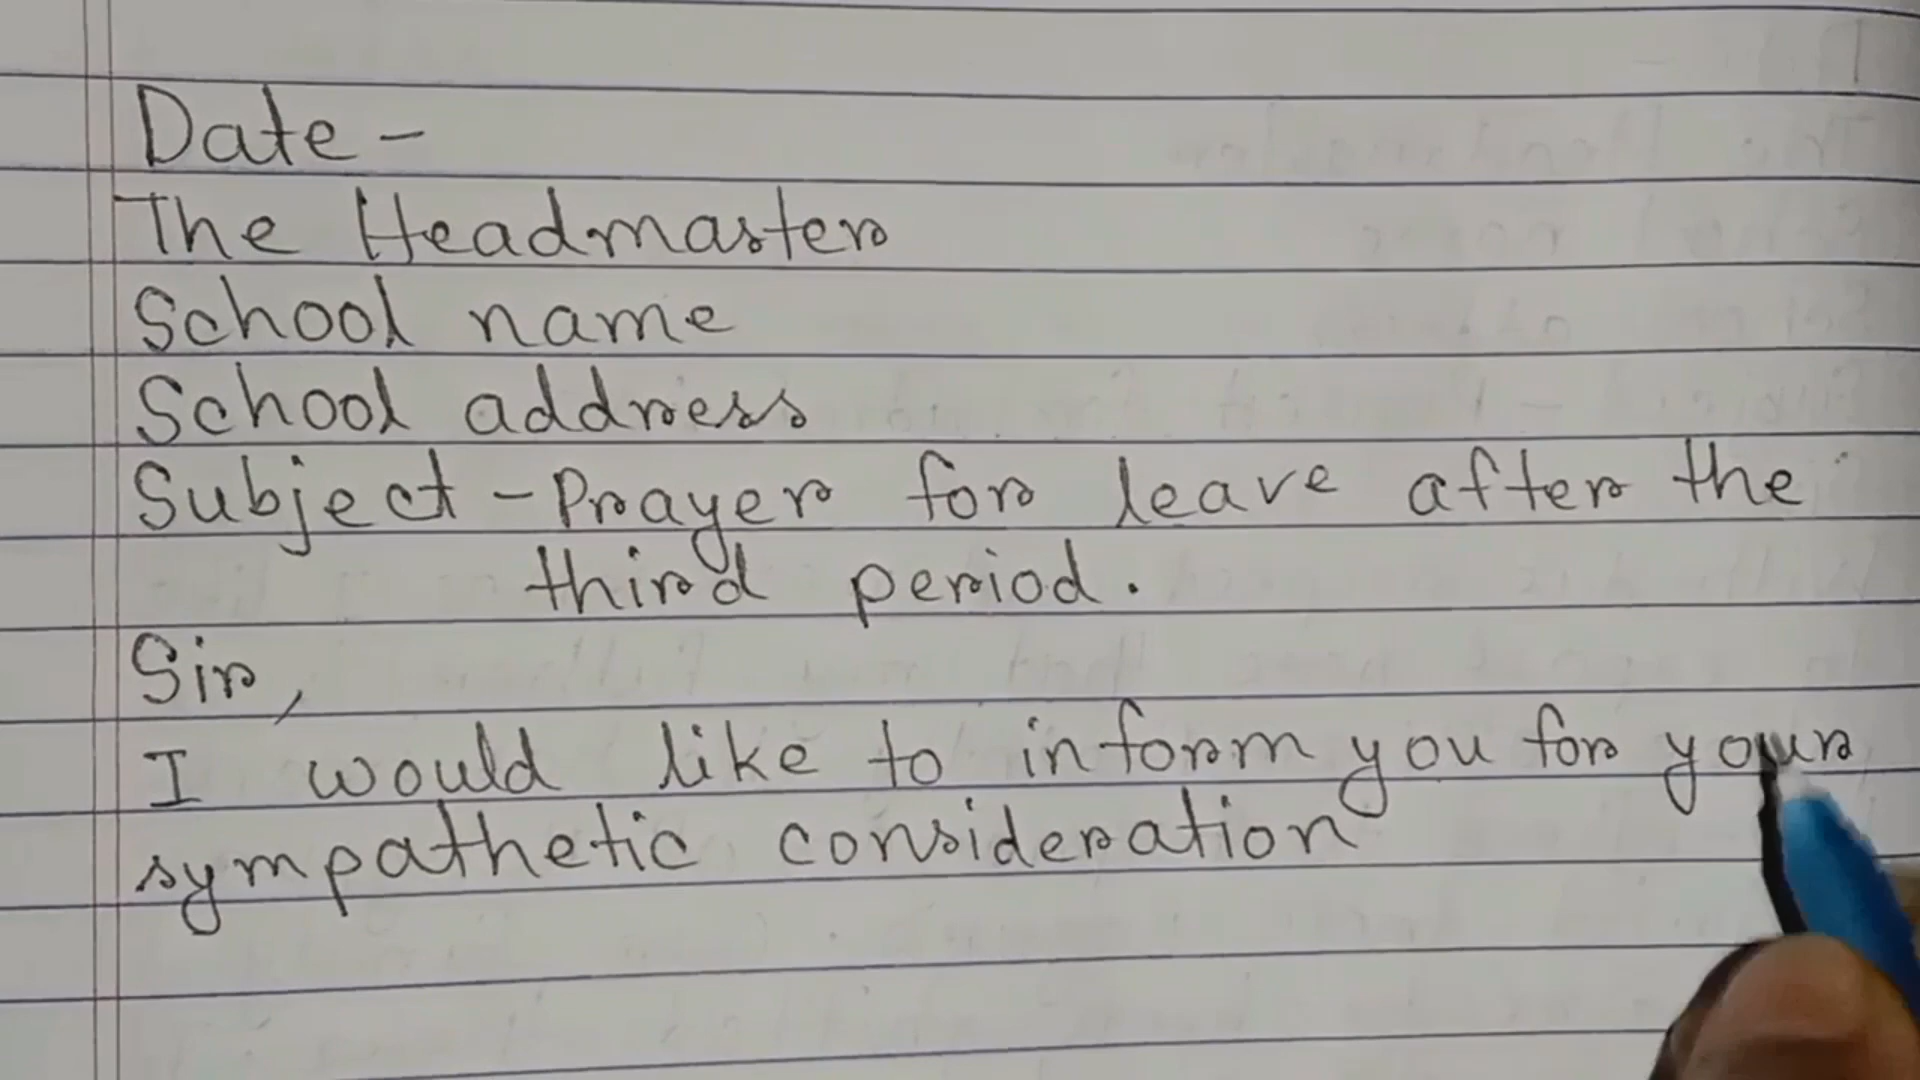 Date -
The Headmaster
School name
School address
Subject - Prayer for leave after the
third period.
Sir,
I would like to inform you for your
sympathetic consideration